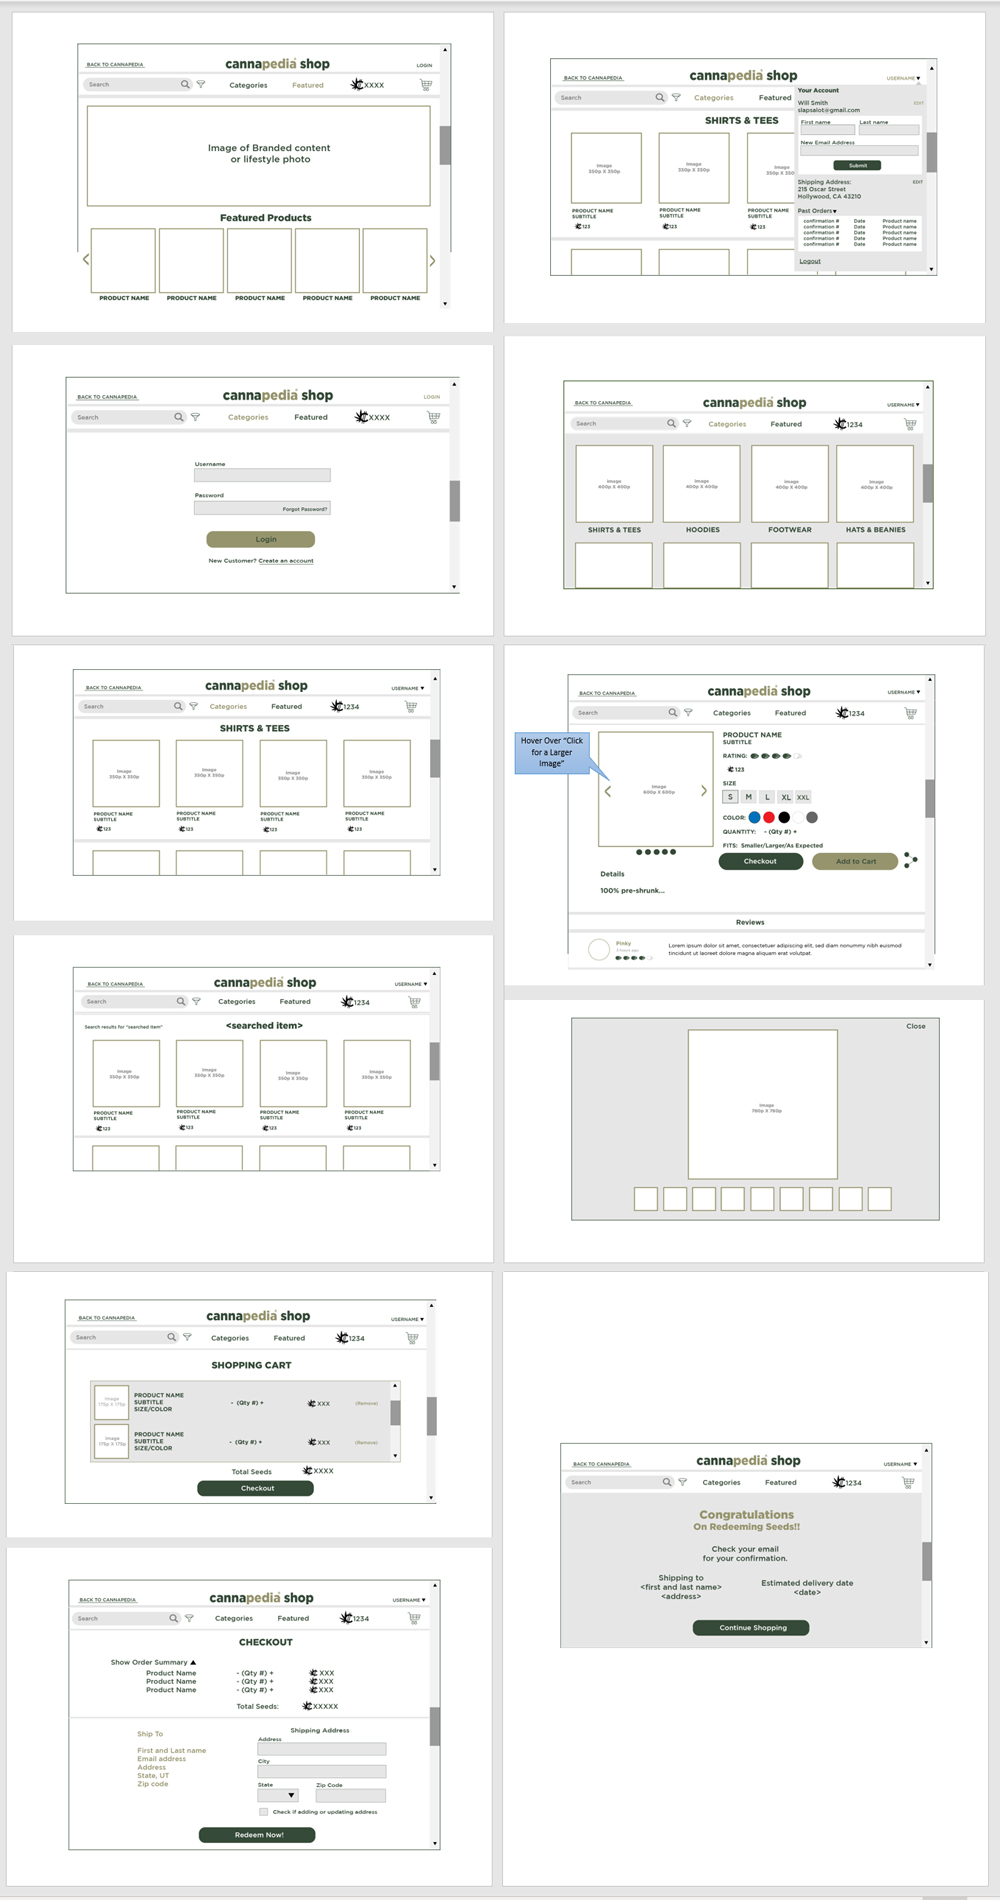 BACK TO CANNAPEDIA
cannapedia shop
LOGIN
Search
Categories
Featured
XXXX
Image of Branded content
or lifestyle photo
Featured Products
PRODUCT NAME
PRODUCT NAME
PRODUCT NAME
PRODUCT NAME
PRODUCT NAME
BACK TO CANNAPEDIA
cannapedia shop
USERNAME
Search
Categories
Featured
SHIRTS & TEES
Image
350p X 350p
Image
350p X 350p
Image
350p X 35
PRODUCT NAME
SUBTITLE
123
PRODUCT NAME
SUBTITLE
123
PRODUCT NAME
SUBTITLE
123
Your Account
Will Smith
EDIT
slapsalot@gmail.com
First name
Last name
New Email Address
Submit
Shipping Address:
EDIT
215 Oscar Street
Hollywood, CA 43210
Past Orders
confirmation # Date Product name
confirmation # Date Product name
confirmation # Date Product name
confirmation # Date Product name
confirmation # Date Product name
Logout
BACK TO CANNAPEDIA
cannapedia shop
LOGIN
Search
Categories
Featured
XXXX
Username
Password
Forgot Password?
Login
New Customer? Create an account
BACK TO CANNAPEDIA
cannapedia shop
USERNAME
Search
Categories
Featured
1234
Image
400p X 400p
Image
400p X 400p
Image
400p X 400p
Image
400p X 400p
SHIRTS & TEES
HOODIES
FOOTWEAR
HATS & BEANIES
BACK TO CANNAPEDIA
cannapedia shop
USERNAME
Search
Categories
Featured
1234
SHIRTS & TEES
Image
350p X 350p
Image
350p X 350p
Image
350p X 350p
Image
350p X 350p
PRODUCT NAME
SUBTITLE
123
PRODUCT NAME
SUBTITLE
123
PRODUCT NAME
SUBTITLE
123
PRODUCT NAME
SUBTITLE
123
BACK TO CANNAPEDIA
cannapedia shop
USERNAME
Search
Categories
Featured
1234
Hover Over "Click
for a Larger
Image"
Image
600p X 600p
PRODUCT NAME
SUBTITLE
RATING:
123
SIZE
S M L XL XXL
COLOR:
QUANTITY: - (Qty #) +
FITS: Smaller/Larger/As Expected
Checkout
Add to Cart
Details
100% pre-shrunk...
Reviews
Pinky
3 hours ago
Lorem ipsum dolor sit amet, consectetuer adipiscing elit, sed diam nonummy nibh euismod
tincidunt ut laoreet dolore magna aliquam erat volutpat.
BACK TO CANNAPEDIA
cannapedia shop
USERNAME
Search
Categories
Featured
1234
Search results for "searched item"
<searched item>
Image
350p X 350p
Image
350p X 350p
Image
350p X 350p
Image
350p X 350p
PRODUCT NAME
SUBTITLE
123
PRODUCT NAME
SUBTITLE
123
PRODUCT NAME
SUBTITLE
123
PRODUCT NAME
SUBTITLE
123
Close
Image
760p X 760p
BACK TO CANNAPEDIA
cannapedia shop
USERNAME
Search
Categories
Featured
1234
SHOPPING CART
Image
175p X 175p
PRODUCT NAME
SUBTITLE
SIZE/COLOR
- (Qty #) +
XXX
(Remove)
Image
175p X 175p
PRODUCT NAME
SUBTITLE
SIZE/COLOR
- (Qty #) +
XXX
(Remove)
Total Seeds
XXXX
Checkout
BACK TO CANNAPEDIA
cannapedia shop
USERNAME
Search
Categories
Featured
1234
Congratulations
On Redeeming Seeds!!
Check your email
for your confirmation.
Shipping to
<first and last name>
<address>
Estimated delivery date
<date>
Continue Shopping
BACK TO CANNAPEDIA
cannapedia shop
USERNAME
Search
Categories
Featured
1234
CHECKOUT
Show Order Summary
Product Name - (Qty #) + XXX
Product Name - (Qty #) + XXX
Product Name - (Qty #) + XXX
Total Seeds: XXXXX
Ship To
First and Last name
Email address
Address
State, UT
Zip code
Shipping Address
Address
City
State
Zip Code
Check if adding or updating address
Redeem Now!